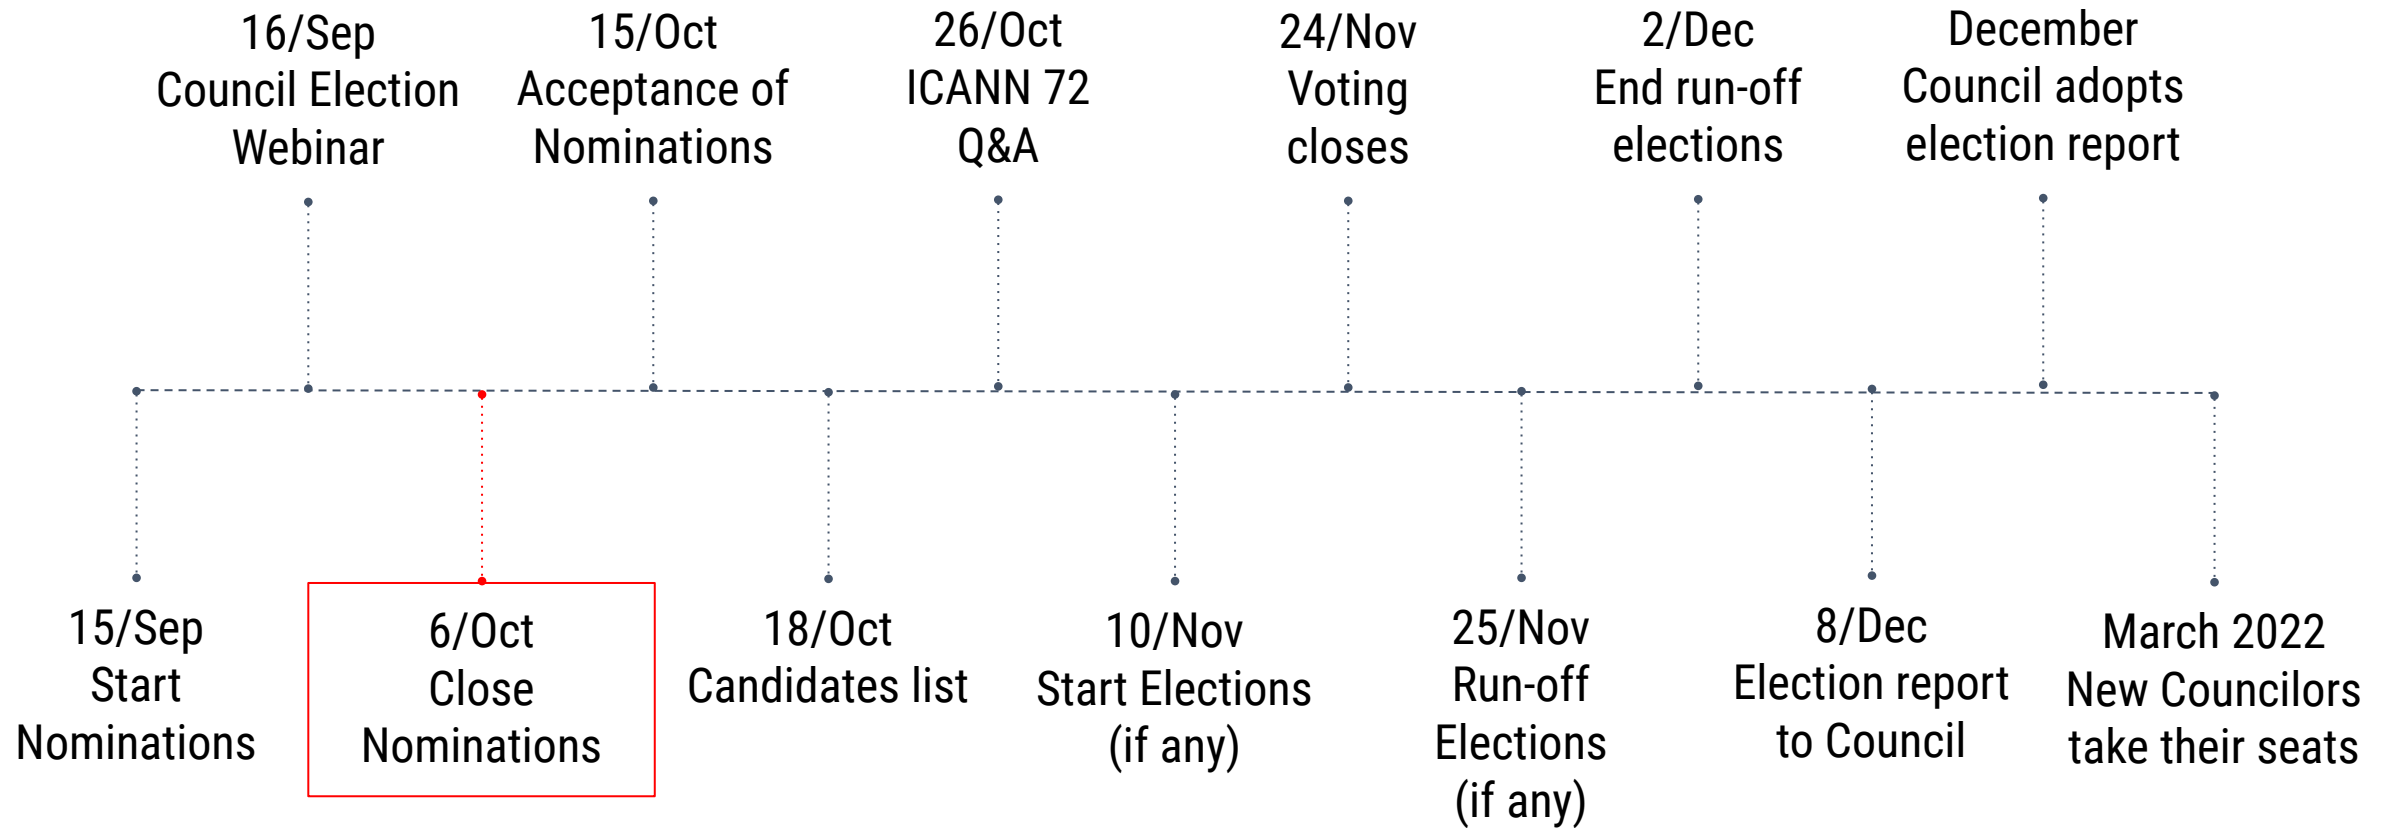 16/Sep
Council Election
Webinar
15/Oct
Acceptance of
Nominations
26/Oct
ICANN 72
Q&A
24/Nov
Voting
closes
2/Dec
End run-off
elections
December
Council adopts
election report
15/Sep
Start
Nominations
6/Oct
Close
Nominations
18/Oct
Candidates list
10/Nov
Start Elections
(if any)
25/Nov
Run-off
Elections
(if any)
8/Dec
Election report
to Council
March 2022
New Councilors
take their seats